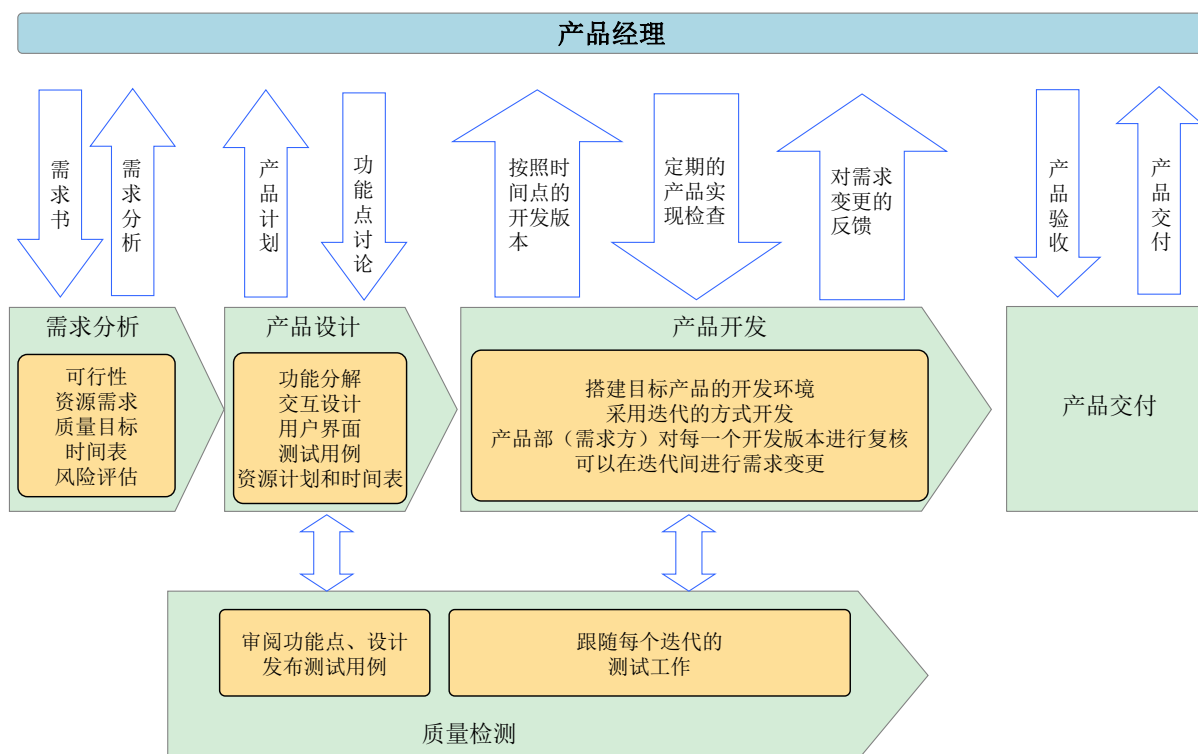 产品经理
需求书
需求分析
产品计划
功能点讨论
按照时
间点的
开发版
本
定期的
产品实
现检查
对需求
变更的
反馈
产品验收
产品交付
需求分析
可行性
资源需求
质量目标
时间表
风险评估
产品设计
功能分解
交互设计
用户界面
测试用例
资源计划和时间表
产品开发
搭建目标产品的开发环境
采用迭代的方式开发
产品部（需求方）对每一个开发版本进行复核
可以在迭代间进行需求变更
产品交付
审阅功能点、设计
发布测试用例
跟随每个迭代的
测试工作
质量检测